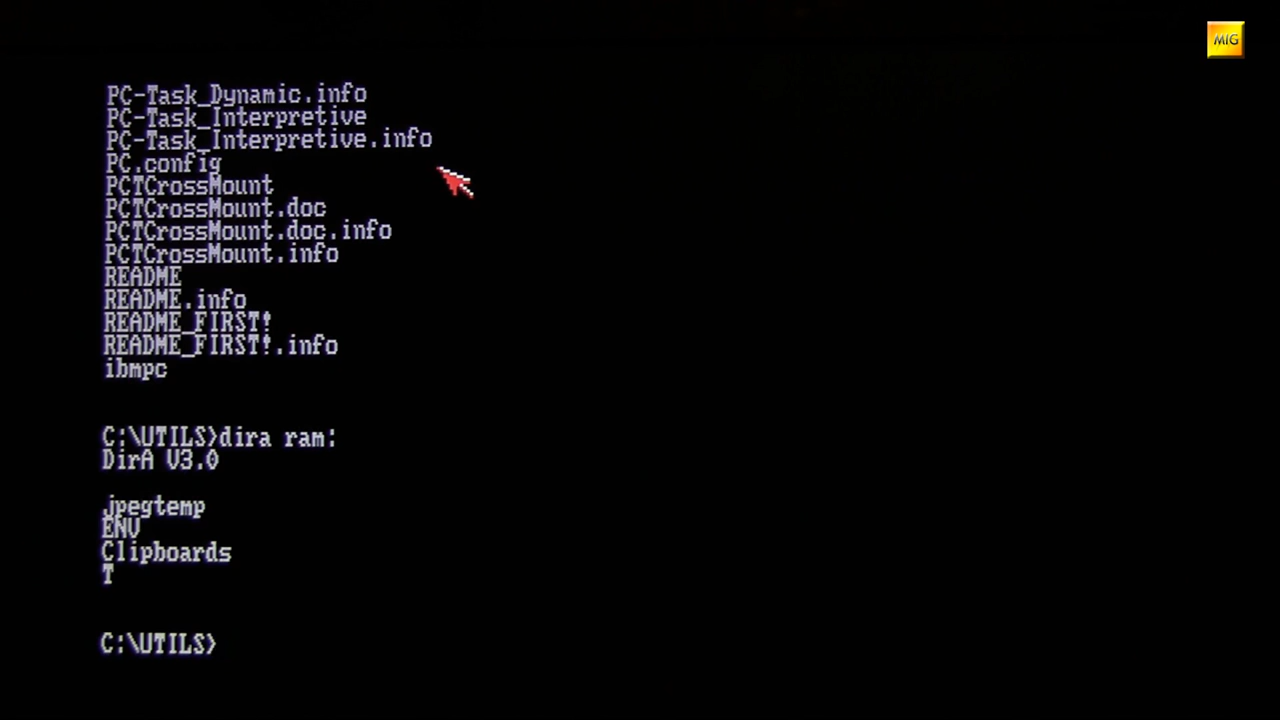 MIG
PC-Task_Dynamic.info
PC-Task_Interpretive
PC-Task_Interpretive.info
PC.config
PCTCrossMount
PCTCrossMount.doc
PCTCrossMount.doc.info
PCTCrossMount.info
README
README.info
README_FIRST!
README_FIRST!.info
ibmpc
C:\UTILS>dira ram:
DirA V3.0
jpegtemp
ENV
Clipboards
T
C:\UTILS>